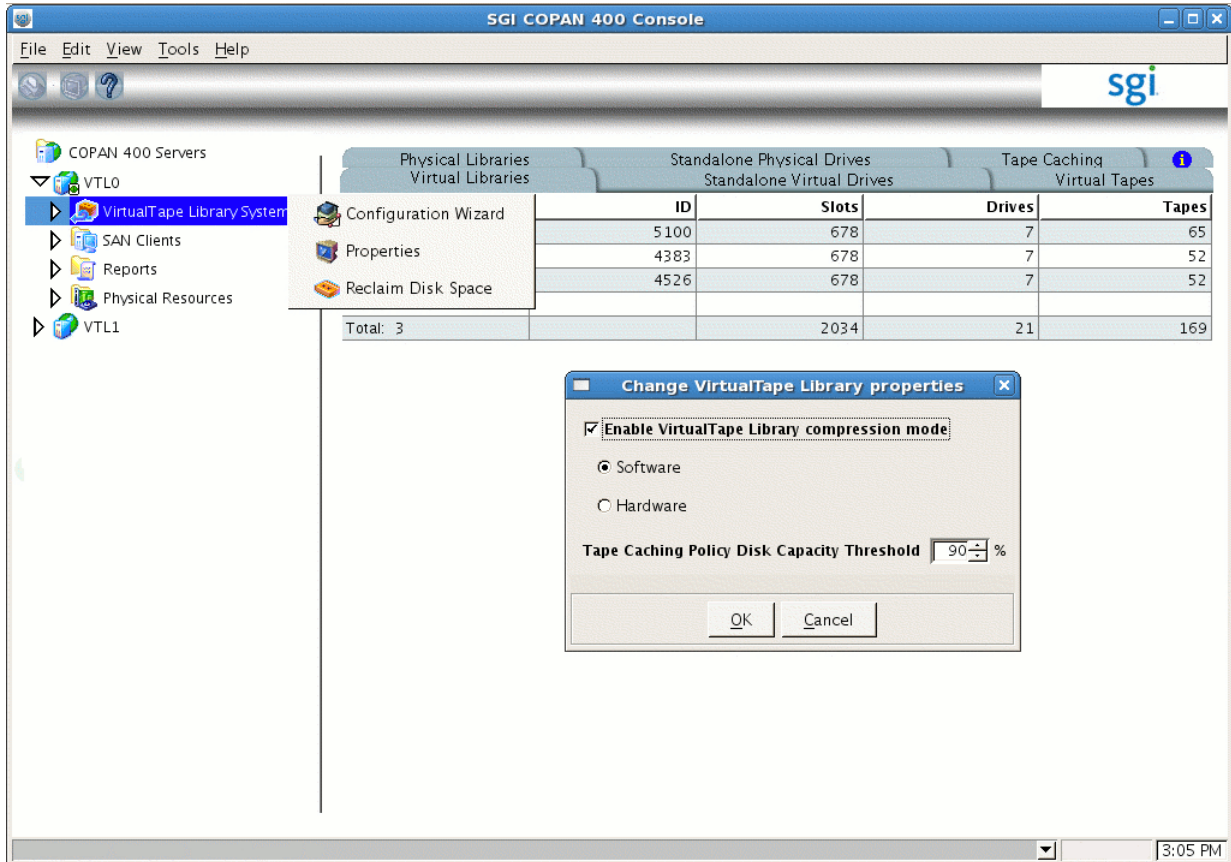 SGI COPAN 400 Console
File Edit View Tools Help
sgi
COPAN 400 Servers
VTL0
VirtualTape Library System
SAN Clients
Reports
Physical Resources
VTL1
Configuration Wizard
Properties
Reclaim Disk Space
Physical Libraries Standalone Physical Drives Tape Caching
Virtual Libraries Standalone Virtual Drives Virtual Tapes
ID Slots Drives Tapes
5100 678 7 65
4383 678 7 52
4526 678 7 52
Total: 3 2034 21 169
Change VirtualTape Library properties
Enable VirtualTape Library compression mode
Software
Hardware
Tape Caching Policy Disk Capacity Threshold 90 %
OK Cancel
3:05 PM